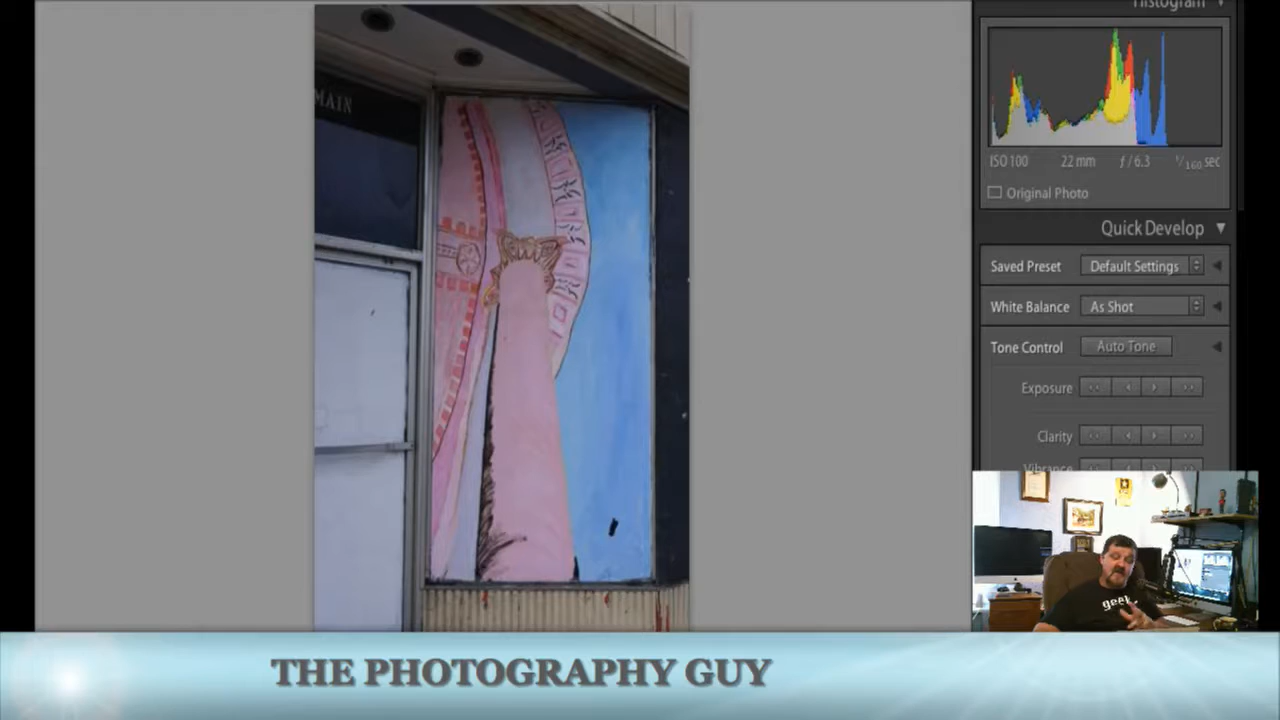 Histogram
MAIN
ISO 100 22 mm ƒ / 6.3 1/160 sec
Original Photo
Quick Develop
Saved Preset Default Settings
White Balance As Shot
Tone Control Auto Tone
Exposure
Clarity
Vibrance
geek.
THE PHOTOGRAPHY GUY